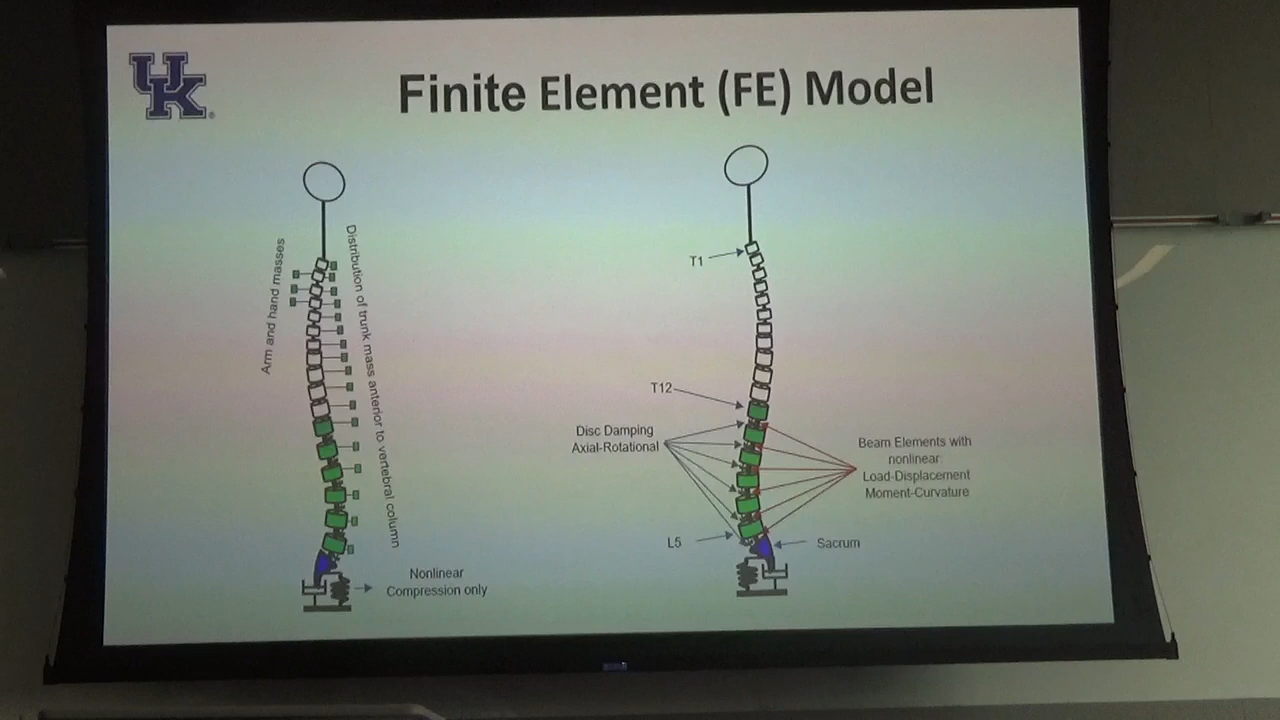 UK
Finite Element (FE) Model
Arm and hand masses
Distribution of trunk mass anterior to vertebral column
Nonlinear
Compression only
T1
T12
Disc Damping
Axial-Rotational
Beam Elements with
nonlinear:
Load-Displacement
Moment-Curvature
L5
Sacrum